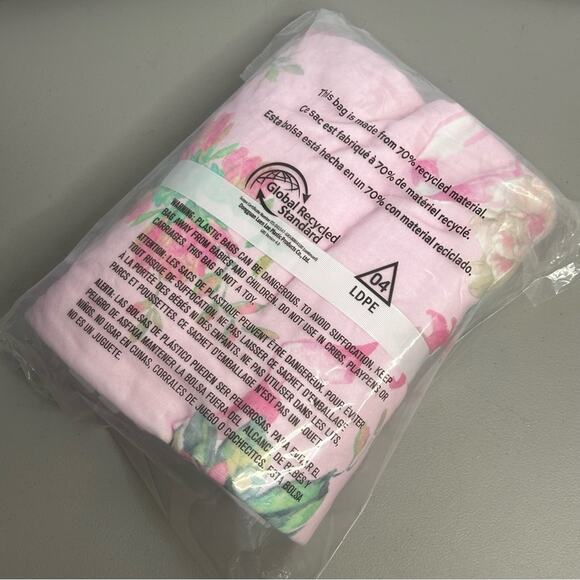 This bag is made from 70% recycled material.
Ce sac est fabriqué à 70% de matériel recyclé.
Esta bolsa está hecha en un 70% con material reciclado.
Global Recycled
Standard
04
LDPE
WARNING: PLASTIC BAGS CAN BE DANGEROUS, TO AVOID SUFFOCATION, KEEP
BAG AWAY FROM BABIES AND CHILDREN. DO NOT USE IN CRIBS, PLAYPENS OR
CARRIAGES. THIS BAG IS NOT A TOY.
ATTENTION: LES SACS DE PLASTIQUE PEUVENT ÊTRE DANGEREUX. POUR ÉVITER
TOUT RISQUE DE SUFFOCATION, NE PAS LAISSER CE SACHET D'EMBALLAGE
À LA PORTÉE DES BÉBÉS NI DES ENFANTS. NE PAS UTILISER DANS LES LITS,
PARCS ET POUSSETTES. CE SACHET D'EMBALLAGE N'EST PAS UN JOUET.
ALERTA: LAS BOLSAS DE PLASTICO PUEDEN SER PELIGROSAS. PARA EVITAR EL
PELIGRO DE ASFIXIA MANTENER LA BOLSA FUERA DEL ALCANCE DE BEBÉS Y
NIÑOS. NO USAR EN CUNAS, CORRALES DE JUEGO O COCHECITOS. ESTA BOLSA
NO ES UN JUGUETE.